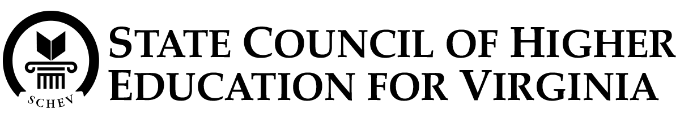 STATE COUNCIL OF HIGHER
EDUCATION FOR VIRGINIA
SCHEV